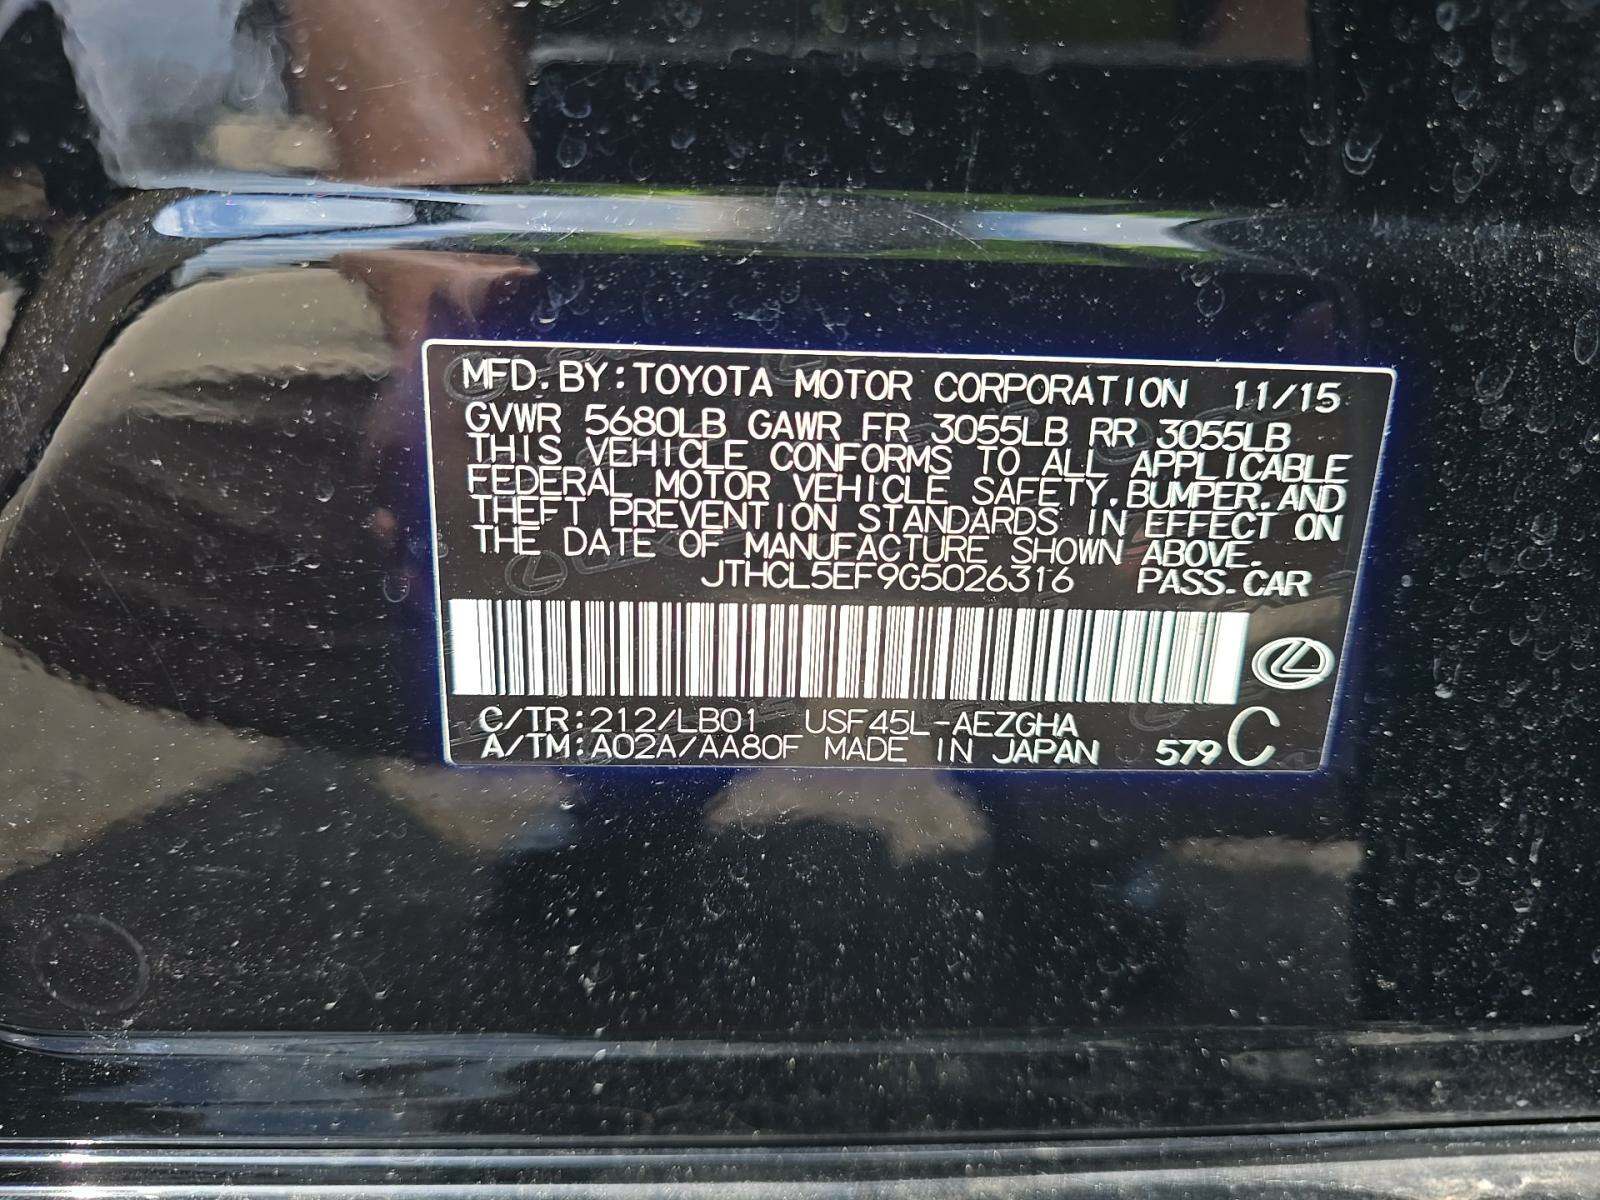 MFD. BY: TOYOTA MOTOR CORPORATION 11/15
GVWR 5680LB GAWR FR 3055LB RR 3055LB
THIS VEHICLE CONFORMS TO ALL APPLICABLE
FEDERAL MOTOR VEHICLE SAFETY, BUMPER, AND
THEFT PREVENTION STANDARDS IN EFFECT ON
THE DATE OF MANUFACTURE SHOWN ABOVE.
JTHCL5EF9G5026316 PASS. CAR
C/TR: 212/LB01 USF45L-AEZGHA
A/TM: A02A/AA80F MADE IN JAPAN 579 C